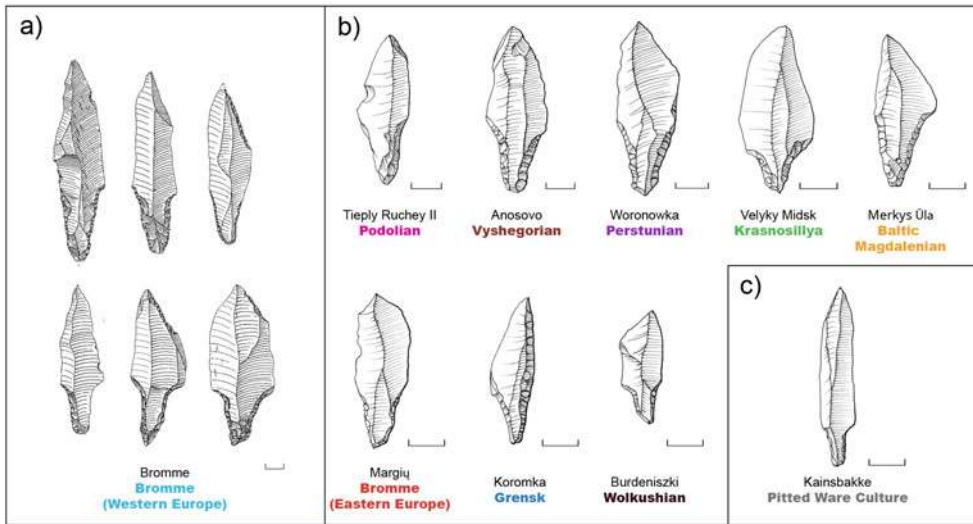 a)
Bromme
Bromme
(Western Europe)
b)
Tieply Ruchey II
Podolian
Anosovo
Vyshegorian
Woronowka
Perstunian
Velyky Midsk
Krasnosillya
Merkys Ūla
Baltic
Magdalenian
Margių
Bromme
(Eastern Europe)
Koromka
Grensk
Burdeniszki
Wolkushian
c)
Kainsbakke
Pitted Ware Culture